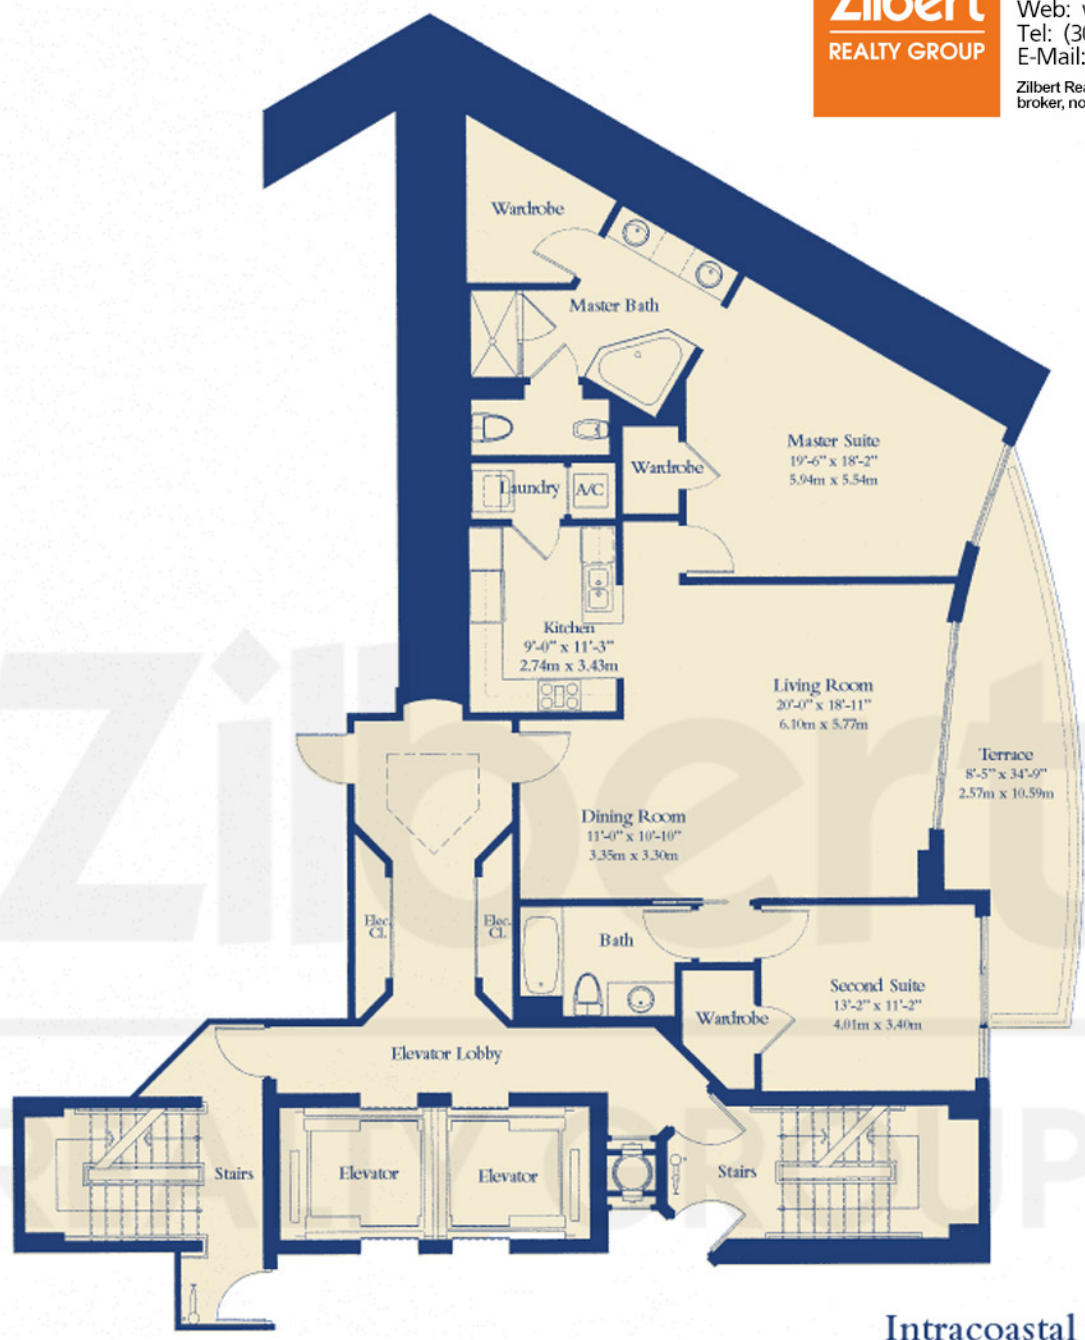 Zilbert
REALTY GROUP
Web:
Tel: (30
E-Mail:
Zilbert Rea
broker, no
Wardrobe
Master Bath
Master Suite
19'-6" x 18'-2"
5.94m x 5.54m
Wardrobe
Laundry
A/C
Kitchen
9'-0" x 11'-3"
2.74m x 3.43m
Living Room
20'-0" x 18'-11"
6.10m x 5.77m
Terrace
8'-5" x 34'-9"
2.57m x 10.59m
Dining Room
11'-0" x 10'-10"
3.35m x 3.30m
Elec.
Cl.
Elec.
Cl.
Bath
Second Suite
13'-2" x 11'-2"
4.01m x 3.40m
Wardrobe
Elevator Lobby
Stairs
Elevator
Elevator
Stairs
Zilbert
REALTY GROUP
Intracoastal